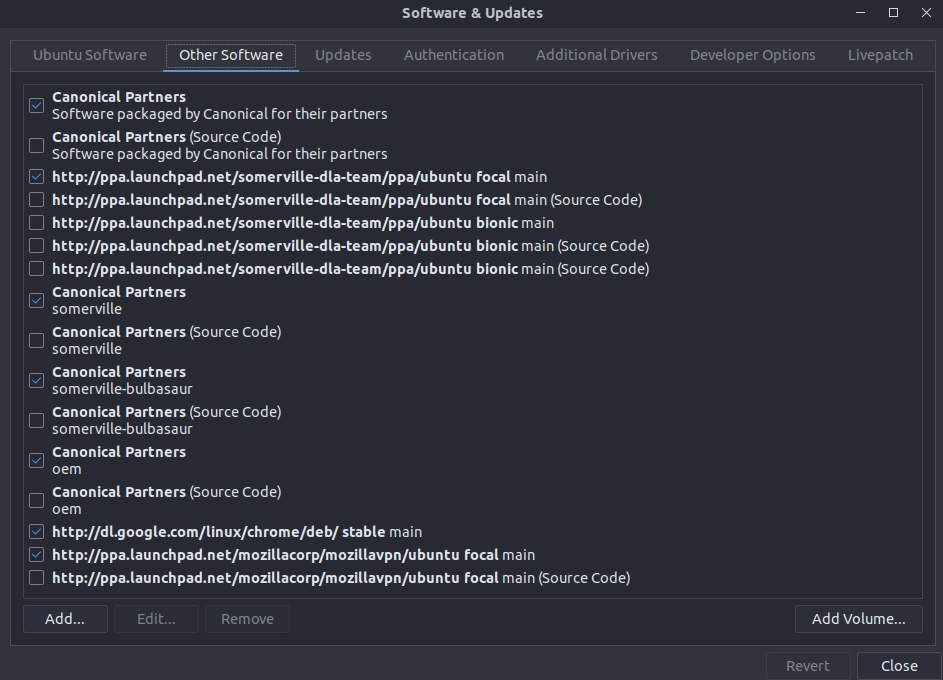 Software & Updates
Ubuntu Software
Other Software
Updates
Authentication
Additional Drivers
Developer Options
Livepatch
Canonical Partners
Software packaged by Canonical for their partners
Canonical Partners (Source Code)
Software packaged by Canonical for their partners
http://ppa.launchpad.net/somerville-dla-team/ppa/ubuntu focal main
http://ppa.launchpad.net/somerville-dla-team/ppa/ubuntu focal main (Source Code)
http://ppa.launchpad.net/somerville-dla-team/ppa/ubuntu bionic main
http://ppa.launchpad.net/somerville-dla-team/ppa/ubuntu bionic main (Source Code)
http://ppa.launchpad.net/somerville-dla-team/ppa/ubuntu bionic main (Source Code)
Canonical Partners
somerville
Canonical Partners (Source Code)
somerville
Canonical Partners
somerville-bulbasaur
Canonical Partners (Source Code)
somerville-bulbasaur
Canonical Partners
oem
Canonical Partners (Source Code)
oem
http://dl.google.com/linux/chrome/deb/ stable main
http://ppa.launchpad.net/mozillacorp/mozillavpn/ubuntu focal main
http://ppa.launchpad.net/mozillacorp/mozillavpn/ubuntu focal main (Source Code)
Add...
Edit...
Remove
Add Volume...
Revert
Close